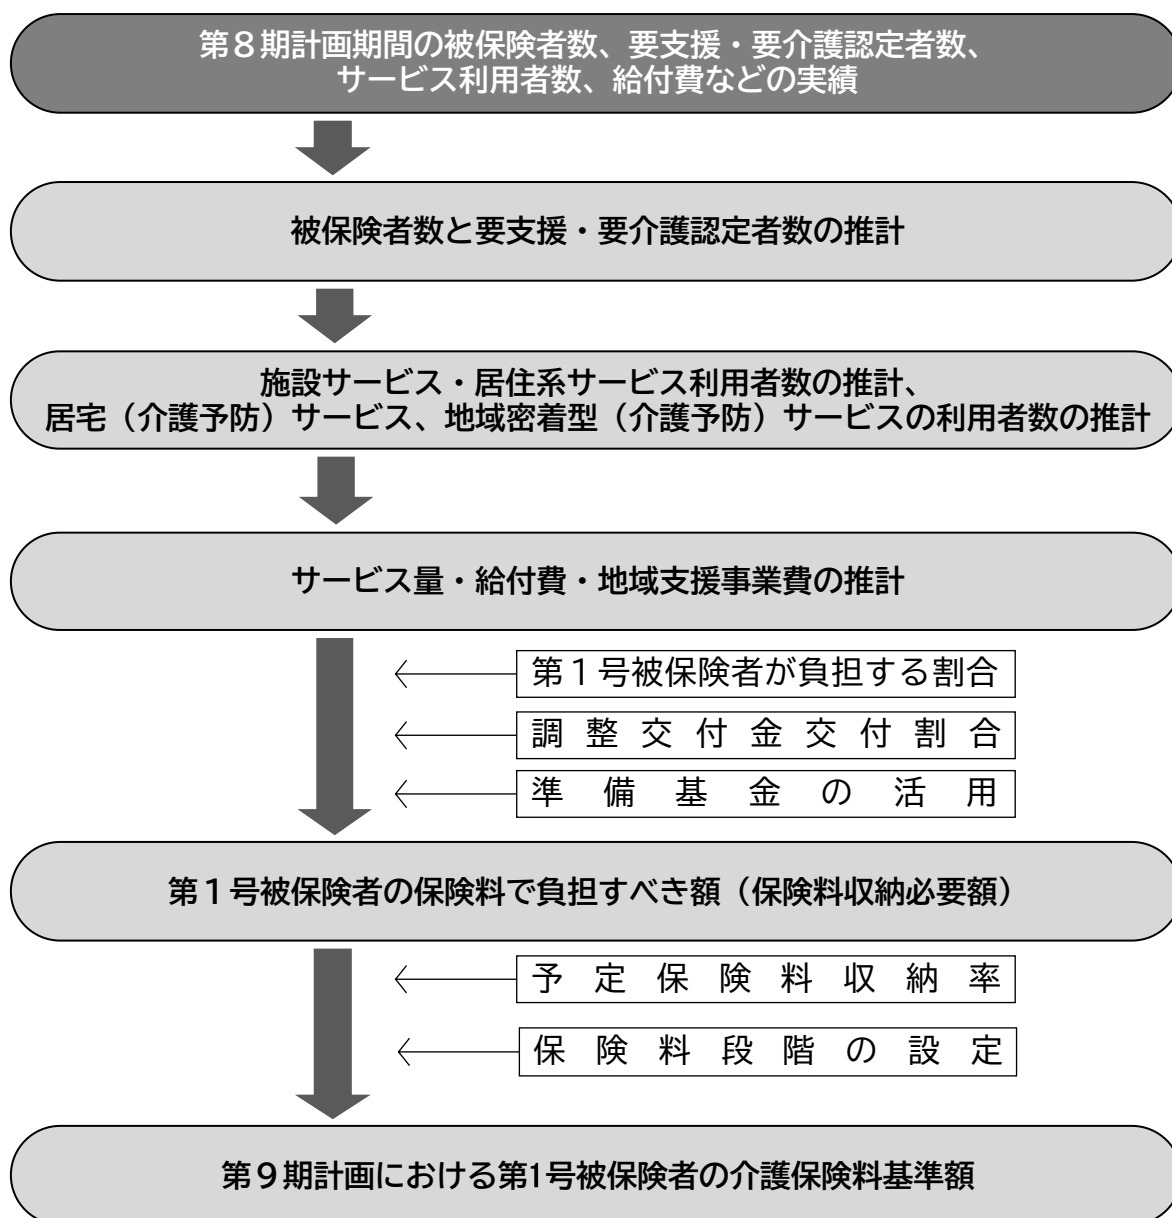 第８期計画期間の被保険者数、要支援・要介護認定者数、
サービス利用者数、給付費などの実績
被保険者数と要支援・要介護認定者数の推計
施設サービス・居住系サービス利用者数の推計、
居宅（介護予防）サービス、地域密着型（介護予防）サービスの利用者数の推計
サービス量・給付費・地域支援事業費の推計
第１号被保険者が負担する割合
調整交付金交付割合
準備基金の活用
第１号被保険者の保険料で負担すべき額（保険料収納必要額）
予定保険料収納率
保険料段階の設定
第９期計画における第1号被保険者の介護保険料基準額